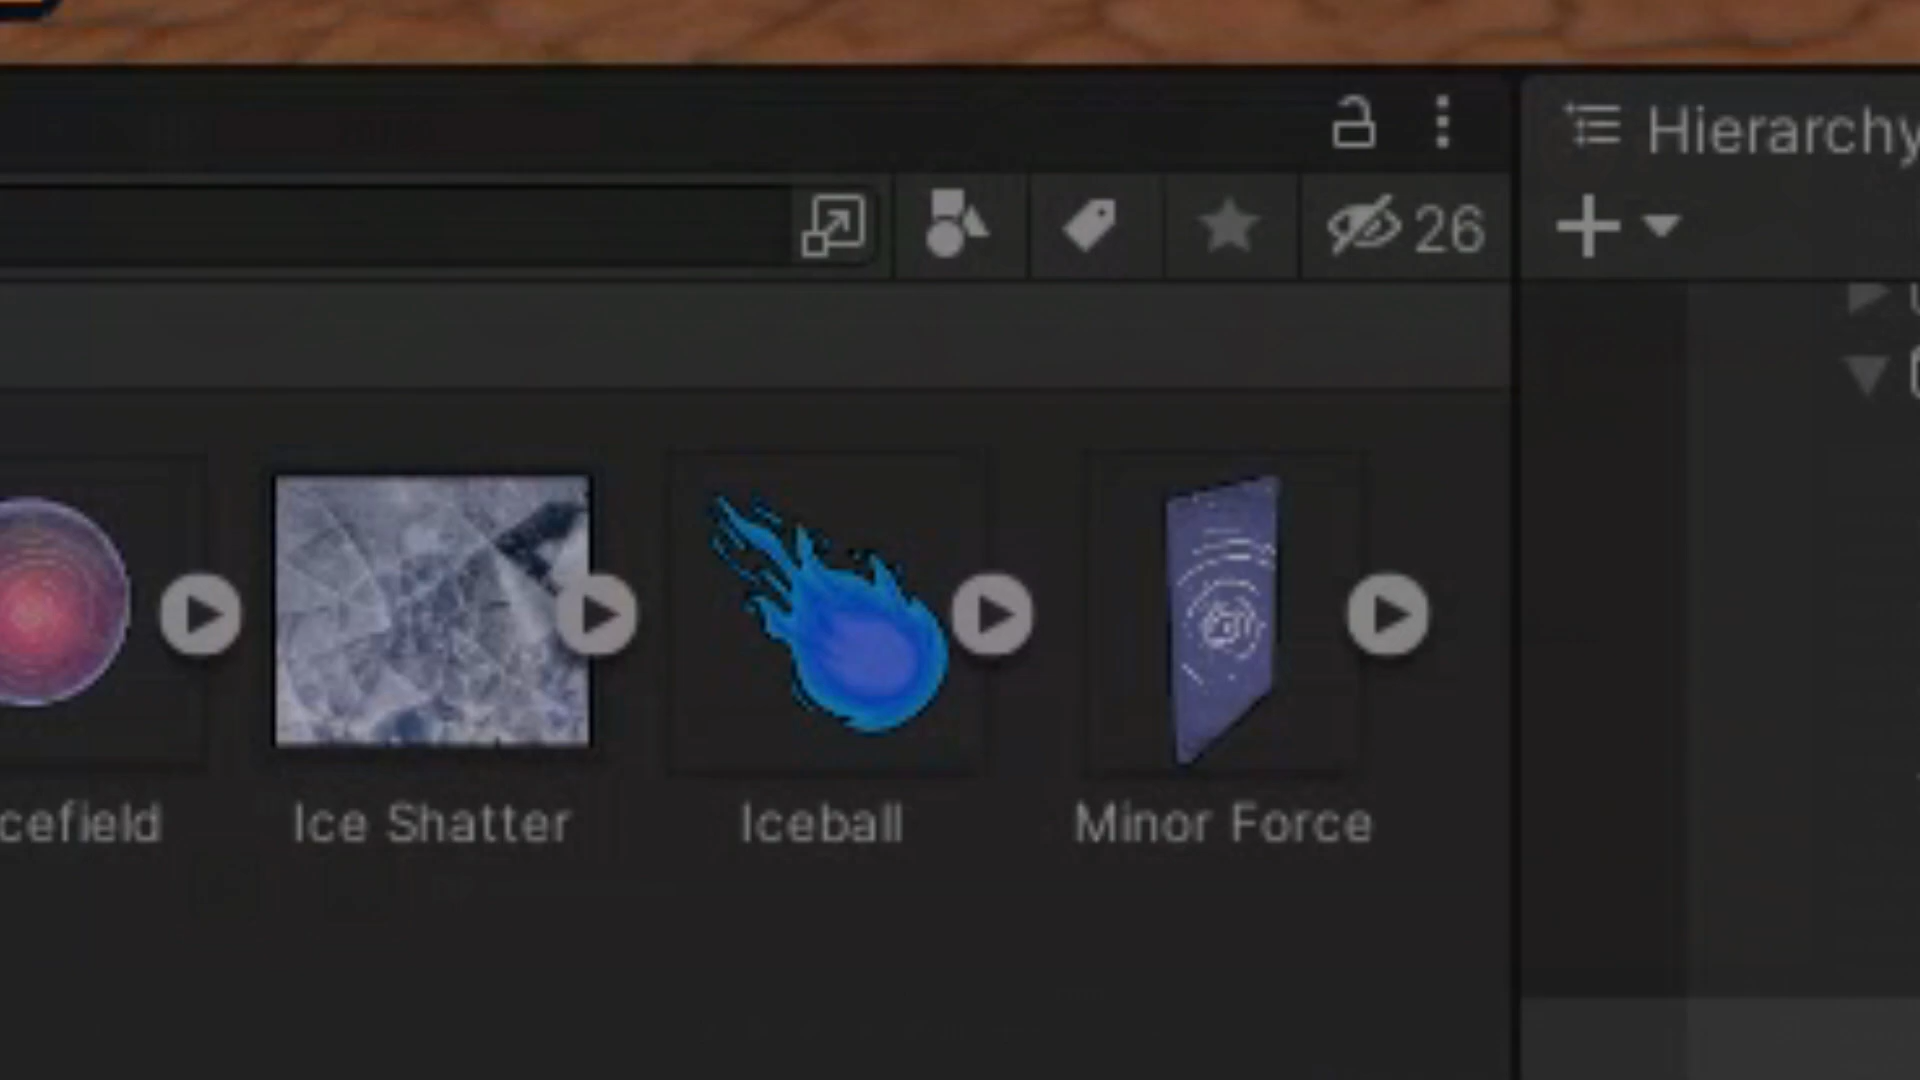 Hierarchy
26
cefield
Ice Shatter
Iceball
Minor Force